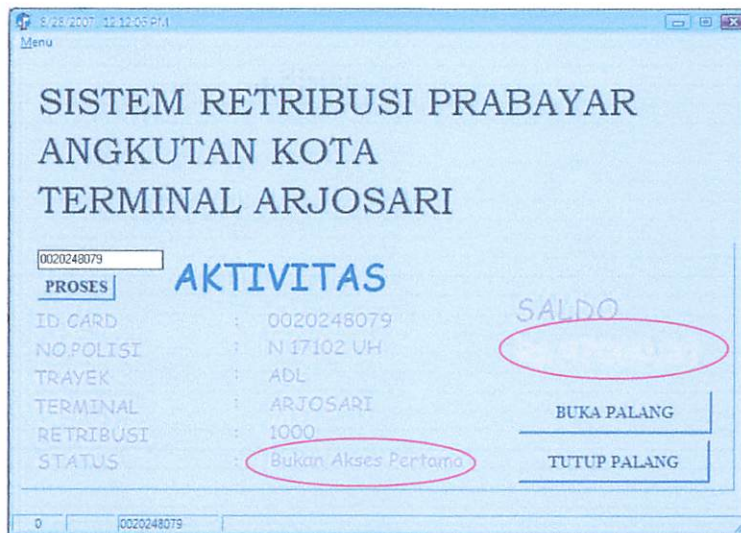 8/28/2007 12:12:05 PM
Menu
SISTEM RETRIBUSI PRABAYAR
ANGKUTAN KOTA
TERMINAL ARJOSARI
0020248079
PROSES
AKTIVITAS
SALDO
ID CARD : 0020248079
NO.POLISI : N 17102 UH
TRAYEK : ADL
TERMINAL : ARJOSARI
RETRIBUSI : 1000
STATUS : Bukan Akses Pertama
BUKA PALANG
TUTUP PALANG
0 0020248079